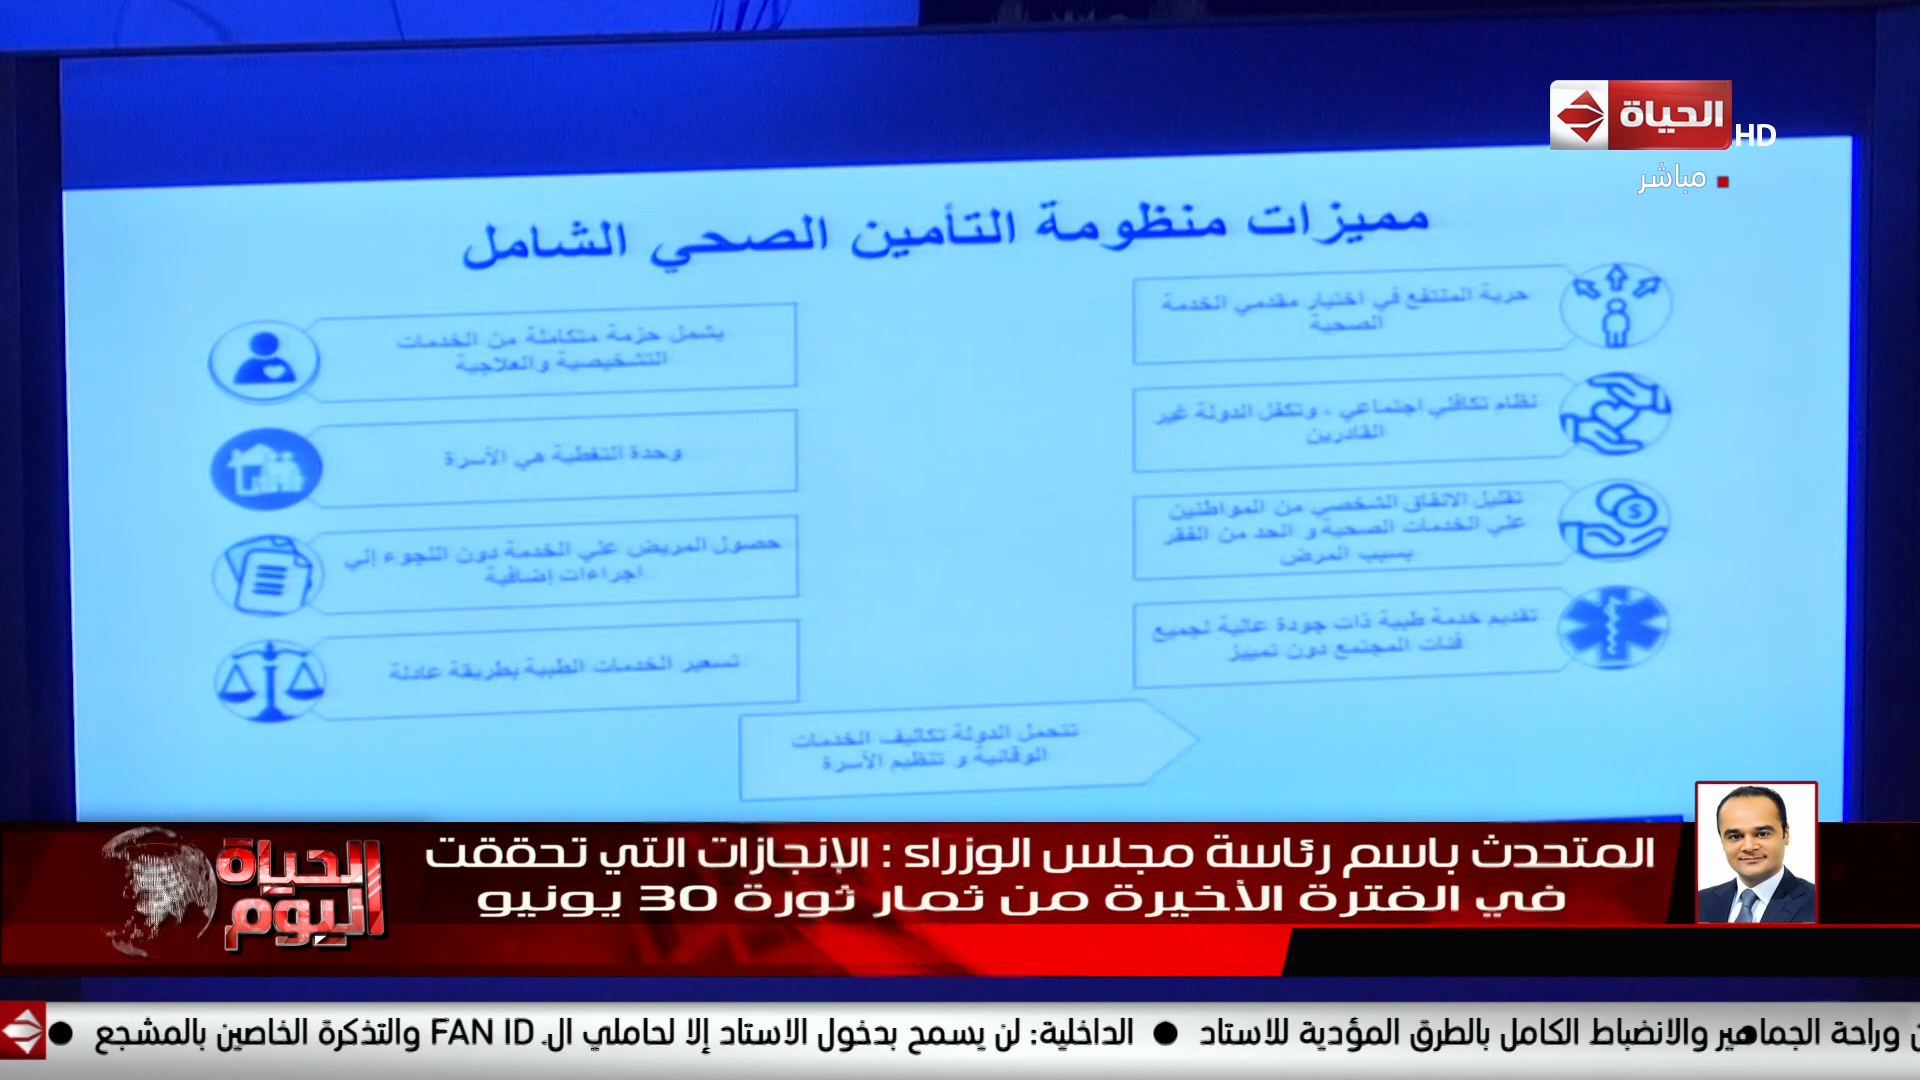 الحياة
HD
مباشر
مميزات منظومة التأمين الصحي الشامل
حرية المنتفع في اختيار مقدمي الخدمة
الصحية
نظام تكافلي اجتماعي ، وتكفل الدولة غير
القادرين
تقليل الانفاق الشخصي من المواطنين
علي الخدمات الصحية و الحد من الفقر
بسبب المرض
تقديم خدمة طبية ذات جودة عالية لجميع
فئات المجتمع دون تمييز
يشمل حزمة متكاملة من الخدمات
التشخيصية والعلاجية
وحدة التغطية هي الأسرة
حصول المريض علي الخدمة دون اللجوء إلي
اجراءات إضافية
تسعير الخدمات الطبية بطريقة عادلة
تتحمل الدولة تكاليف الخدمات
الوقائية و تنظيم الأسرة
المتحدث باسم رئاسة مجلس الوزراء : الإنجازات التي تحققت
في الفترة الأخيرة من ثمار ثورة 30 يونيو
الحياة
اليوم
وراحة الجماهير والانضباط الكامل بالطرق المؤدية للاستاد ● الداخلية: لن يسمح بدخول الاستاد إلا لحاملي ال FAN ID والتذكرة الخاصين بالمشجع ●